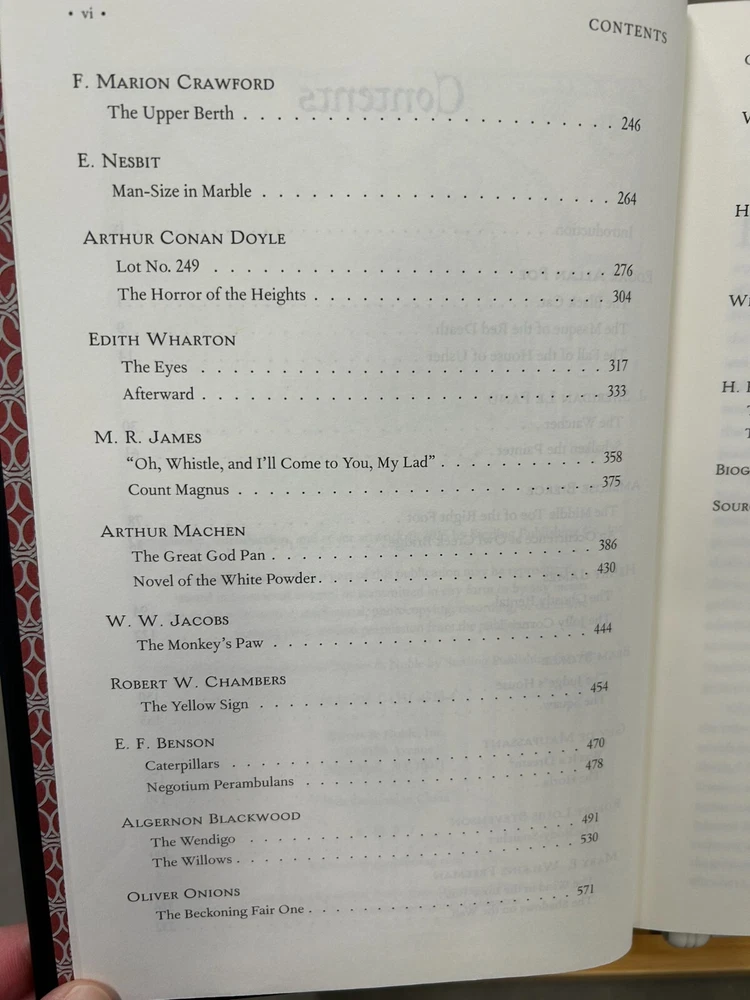 • vi •
CONTENTS
F. MARION CRAWFORD
The Upper Berth . . . . . . . . . . . . . . . . . . . . . . . . 246
E. NESBIT
Man-Size in Marble . . . . . . . . . . . . . . . . . . . . . . 264
ARTHUR CONAN DOYLE
Lot No. 249 . . . . . . . . . . . . . . . . . . . . . . . . . 276
The Horror of the Heights . . . . . . . . . . . . . . . . . . . 304
EDITH WHARTON
The Eyes . . . . . . . . . . . . . . . . . . . . . . . . . . 317
Afterward . . . . . . . . . . . . . . . . . . . . . . . . . . 333
M. R. JAMES
“Oh, Whistle, and I’ll Come to You, My Lad” . . . . . . . . . . 358
Count Magnus . . . . . . . . . . . . . . . . . . . . . . . . 375
ARTHUR MACHEN
The Great God Pan . . . . . . . . . . . . . . . . . . . . . . 386
Novel of the White Powder . . . . . . . . . . . . . . . . . . . 430
W. W. JACOBS
The Monkey’s Paw . . . . . . . . . . . . . . . . . . . . . . 444
ROBERT W. CHAMBERS
The Yellow Sign . . . . . . . . . . . . . . . . . . . . . . . 454
E. F. BENSON
Caterpillars . . . . . . . . . . . . . . . . . . . . . . . . . 470
Negotium Perambulans . . . . . . . . . . . . . . . . . . . . 478
ALGERNON BLACKWOOD
The Wendigo . . . . . . . . . . . . . . . . . . . . . . . . 491
The Willows . . . . . . . . . . . . . . . . . . . . . . . . . 530
OLIVER ONIONS
The Beckoning Fair One . . . . . . . . . . . . . . . . . . . . 571
H.